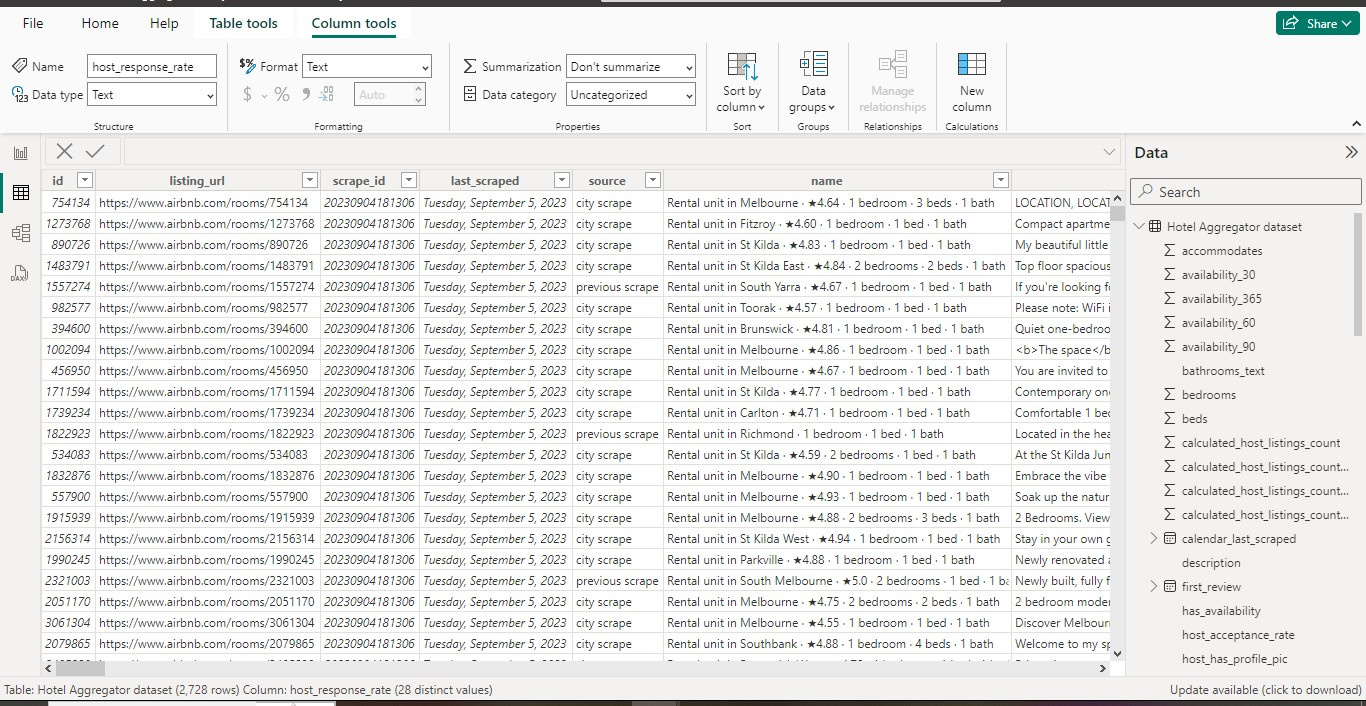 File Home Help Table tools Column tools Share
Name host_response_rate $% Format Text Summarization Don't summarize
Data type Text $ % 9 .00 Auto Data category Uncategorized
Sort by column Data groups Manage relationships New column
Structure Formatting Properties Sort Groups Relationships Calculations
id listing_url scrape_id last_scraped source name
754134 https://www.airbnb.com/rooms/754134 20230904181306 Tuesday, September 5, 2023 city scrape Rental unit in Melbourne · ★4.64 · 1 bedroom · 3 beds · 1 bath LOCATION, LOCAT
1273768 https://www.airbnb.com/rooms/1273768 20230904181306 Tuesday, September 5, 2023 city scrape Rental unit in Fitzroy · ★4.60 · 1 bedroom · 1 bed · 1 bath Compact apartme
890726 https://www.airbnb.com/rooms/890726 20230904181306 Tuesday, September 5, 2023 city scrape Rental unit in St Kilda · ★4.83 · 1 bedroom · 1 bed · 1 bath My beautiful little
1483791 https://www.airbnb.com/rooms/1483791 20230904181306 Tuesday, September 5, 2023 city scrape Rental unit in St Kilda East · ★4.84 · 2 bedrooms · 2 beds · 1 bath Top floor spacious
1557274 https://www.airbnb.com/rooms/1557274 20230904181306 Tuesday, September 5, 2023 previous scrape Rental unit in South Yarra · ★4.67 · 1 bedroom · 1 bed · 1 bath If you're looking f
982577 https://www.airbnb.com/rooms/982577 20230904181306 Tuesday, September 5, 2023 city scrape Rental unit in Toorak · ★4.57 · 1 bedroom · 1 bed · 1 bath Please note: WiFi i
394600 https://www.airbnb.com/rooms/394600 20230904181306 Tuesday, September 5, 2023 city scrape Rental unit in Brunswick · ★4.81 · 1 bedroom · 1 bed · 1 bath Quiet one-bedroo
1002094 https://www.airbnb.com/rooms/1002094 20230904181306 Tuesday, September 5, 2023 city scrape Rental unit in Melbourne · ★4.86 · 1 bedroom · 1 bed · 1 bath <b>The space</b
456950 https://www.airbnb.com/rooms/456950 20230904181306 Tuesday, September 5, 2023 city scrape Rental unit in Melbourne · ★4.67 · 1 bedroom · 1 bed · 1 bath You are invited to
1711594 https://www.airbnb.com/rooms/1711594 20230904181306 Tuesday, September 5, 2023 city scrape Rental unit in St Kilda · ★4.77 · 1 bedroom · 1 bed · 1 bath Contemporary on
1739234 https://www.airbnb.com/rooms/1739234 20230904181306 Tuesday, September 5, 2023 city scrape Rental unit in Carlton · ★4.71 · 1 bedroom · 1 bed · 1 bath Comfortable 1 bec
1822923 https://www.airbnb.com/rooms/1822923 20230904181306 Tuesday, September 5, 2023 previous scrape Rental unit in Richmond · 1 bedroom · 1 bed · 1 bath Located in the hea
534083 https://www.airbnb.com/rooms/534083 20230904181306 Tuesday, September 5, 2023 city scrape Rental unit in St Kilda · ★4.59 · 2 bedrooms · 1 bed · 1 bath At the St Kilda Jun
1832876 https://www.airbnb.com/rooms/1832876 20230904181306 Tuesday, September 5, 2023 city scrape Rental unit in Melbourne · ★4.90 · 1 bedroom · 1 bed · 1 bath Embrace the vibe
557900 https://www.airbnb.com/rooms/557900 20230904181306 Tuesday, September 5, 2023 city scrape Rental unit in Melbourne · ★4.93 · 1 bedroom · 1 bed · 1 bath Soak up the natur
1915939 https://www.airbnb.com/rooms/1915939 20230904181306 Tuesday, September 5, 2023 city scrape Rental unit in Melbourne · ★4.88 · 2 bedrooms · 3 beds · 1 bath 2 Bedrooms. View
2156314 https://www.airbnb.com/rooms/2156314 20230904181306 Tuesday, September 5, 2023 city scrape Rental unit in St Kilda West · ★4.94 · 1 bedroom · 1 bed · 1 bath Stay in your own g
1990245 https://www.airbnb.com/rooms/1990245 20230904181306 Tuesday, September 5, 2023 city scrape Rental unit in Parkville · ★4.88 · 1 bedroom · 1 bed · 1 bath Newly renovated a
2321003 https://www.airbnb.com/rooms/2321003 20230904181306 Tuesday, September 5, 2023 previous scrape Rental unit in South Melbourne · ★5.0 · 2 bedrooms · 1 bed · 1 ba Newly built, fully f
2051170 https://www.airbnb.com/rooms/2051170 20230904181306 Tuesday, September 5, 2023 city scrape Rental unit in Melbourne · ★4.75 · 2 bedrooms · 2 beds · 1 bath 2 bedroom moder
3061304 https://www.airbnb.com/rooms/3061304 20230904181306 Tuesday, September 5, 2023 city scrape Rental unit in Melbourne · ★4.55 · 1 bedroom · 1 bed · 1 bath Discover Melbourn
2079865 https://www.airbnb.com/rooms/2079865 20230904181306 Tuesday, September 5, 2023 city scrape Rental unit in Southbank · ★4.88 · 1 bedroom · 4 beds · 1 bath Welcome to my sp
Data
Search
Hotel Aggregator dataset
accommodates
availability_30
availability_365
availability_60
availability_90
bathrooms_text
bedrooms
beds
calculated_host_listings_count
calculated_host_listings_count...
calculated_host_listings_count...
calculated_host_listings_count...
calendar_last_scraped
description
first_review
has_availability
host_acceptance_rate
host_has_profile_pic
Table: Hotel Aggregator dataset (2,728 rows) Column: host_response_rate (28 distinct values) Update available (click to download)